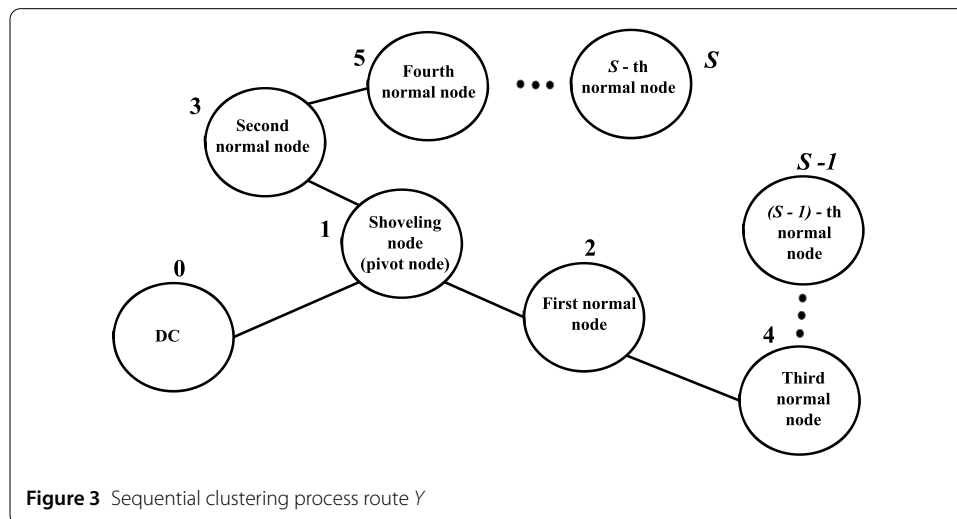 5
Fourth
normal node
S - th
normal node
S
3
Second
normal node
S -1
(S - 1) - th
normal
node
1
Shoveling
node
(pivot node)
2
First normal
node
0
DC
4
Third
normal
node
Figure 3 Sequential clustering process route Y